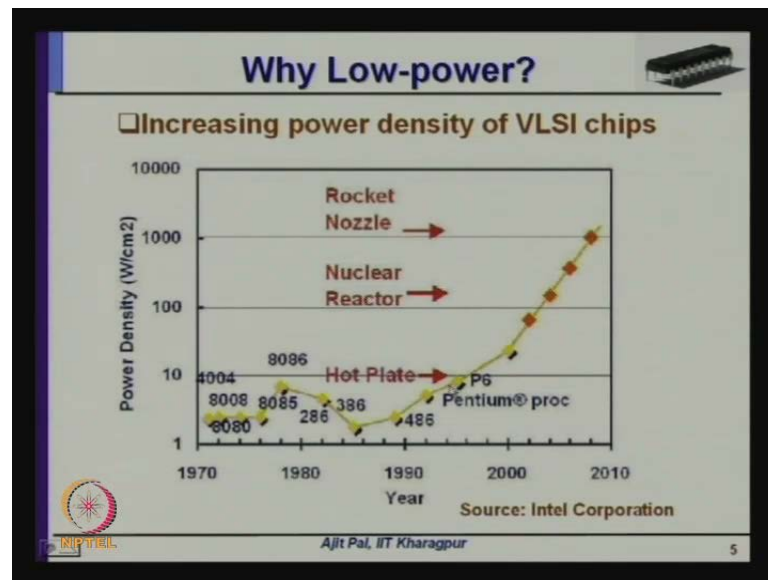 Why Low-power?
❑Increasing power density of VLSI chips
10000
1000
100
10
1
Power Density (W/cm2)
Rocket
Nozzle
Nuclear
Reactor
Hot Plate
4004
8008
8080
8085
8086
286
386
486
P6
Pentium® proc
1970
1980
1990
2000
2010
Year
Source: Intel Corporation
NPTEL
Ajit Pal, IIT Kharagpur
5